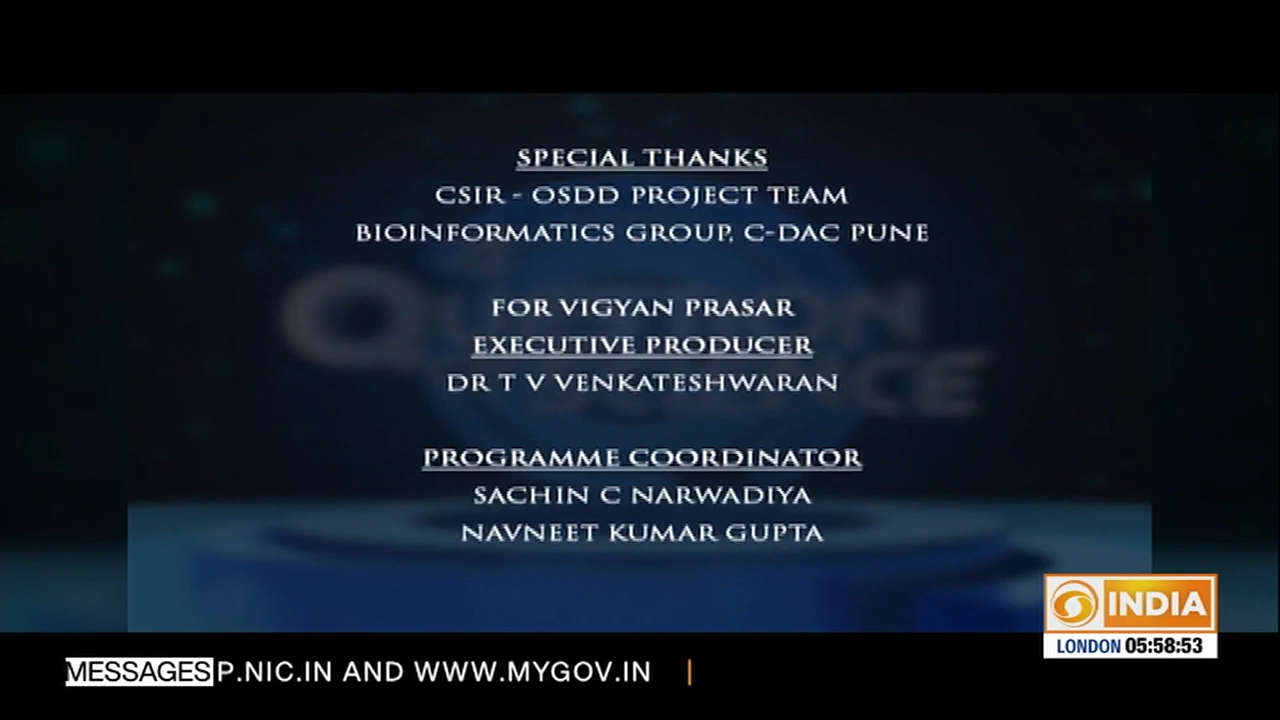 SPECIAL THANKS
CSIR - OSDD PROJECT TEAM
BIOINFORMATICS GROUP, C-DAC PUNE
FOR VIGYAN PRASAR
EXECUTIVE PRODUCER
DR T V VENKATESHWARAN
PROGRAMME COORDINATOR
SACHIN C NARWADIYA
NAVNEET KUMAR GUPTA
INDIA
LONDON 05:58:53
MESSAGES P.NIC.IN AND WWW.MYGOV.IN |